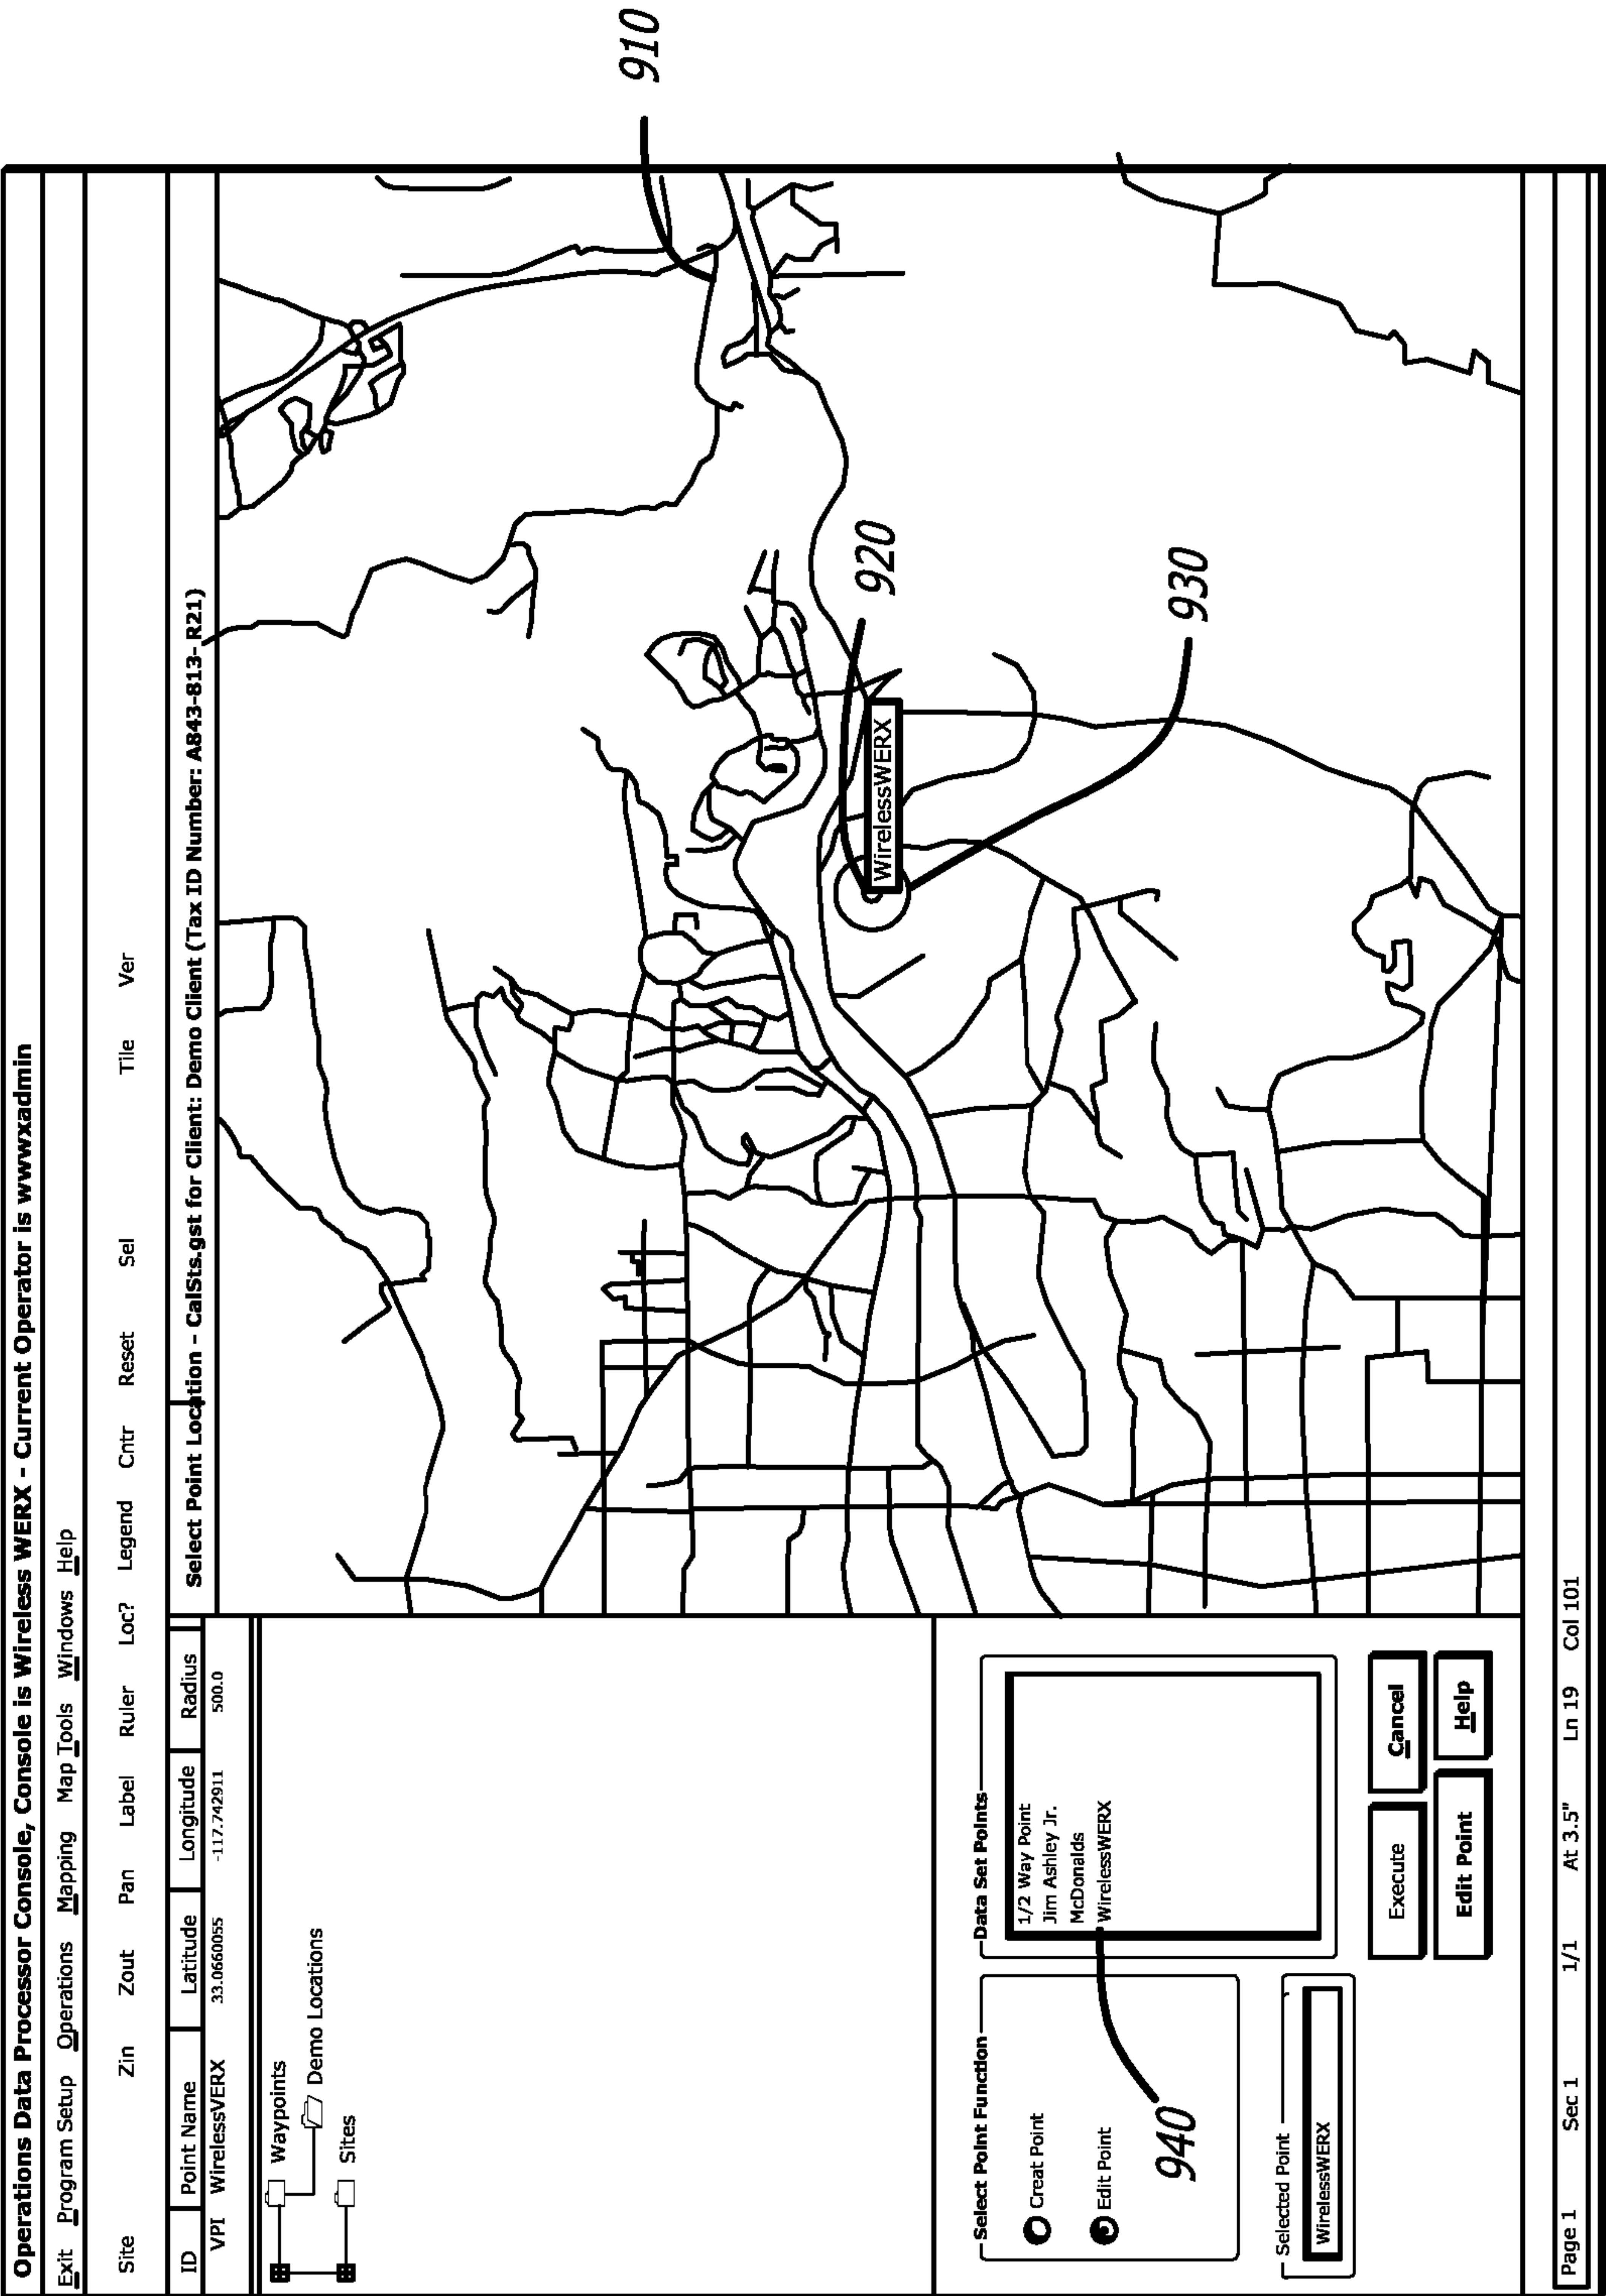 Operations Data Processor Console, Console is Wireless WERX - Current Operator is wwwxadmin
Exit Program Setup Operations Mapping Map Tools Windows Help
Site Zin Zout Pan Label Ruler Loc? Legend Cntr Reset Sel Tile Ver
ID Point Name Latitude Longitude Radius
Select Point Location - CalSts.gst for Client: Demo Client (Tax ID Number: A843-813- R21)
VPI WirelessVERX 33.0660055 -117.742911 500.0
Waypoints
Demo Locations
Sites
910
920
WirelessWERX
930
Select Point Function
Creat Point
Edit Point
940
Data Set Points
1/2 Way Point
Jim Ashley Jr.
McDonalds
WirelessWERX
Selected Point
WirelessWERX
Execute
Cancel
Edit Point
Help
Page 1 Sec 1 1/1 At 3.5" Ln 19 Col 101